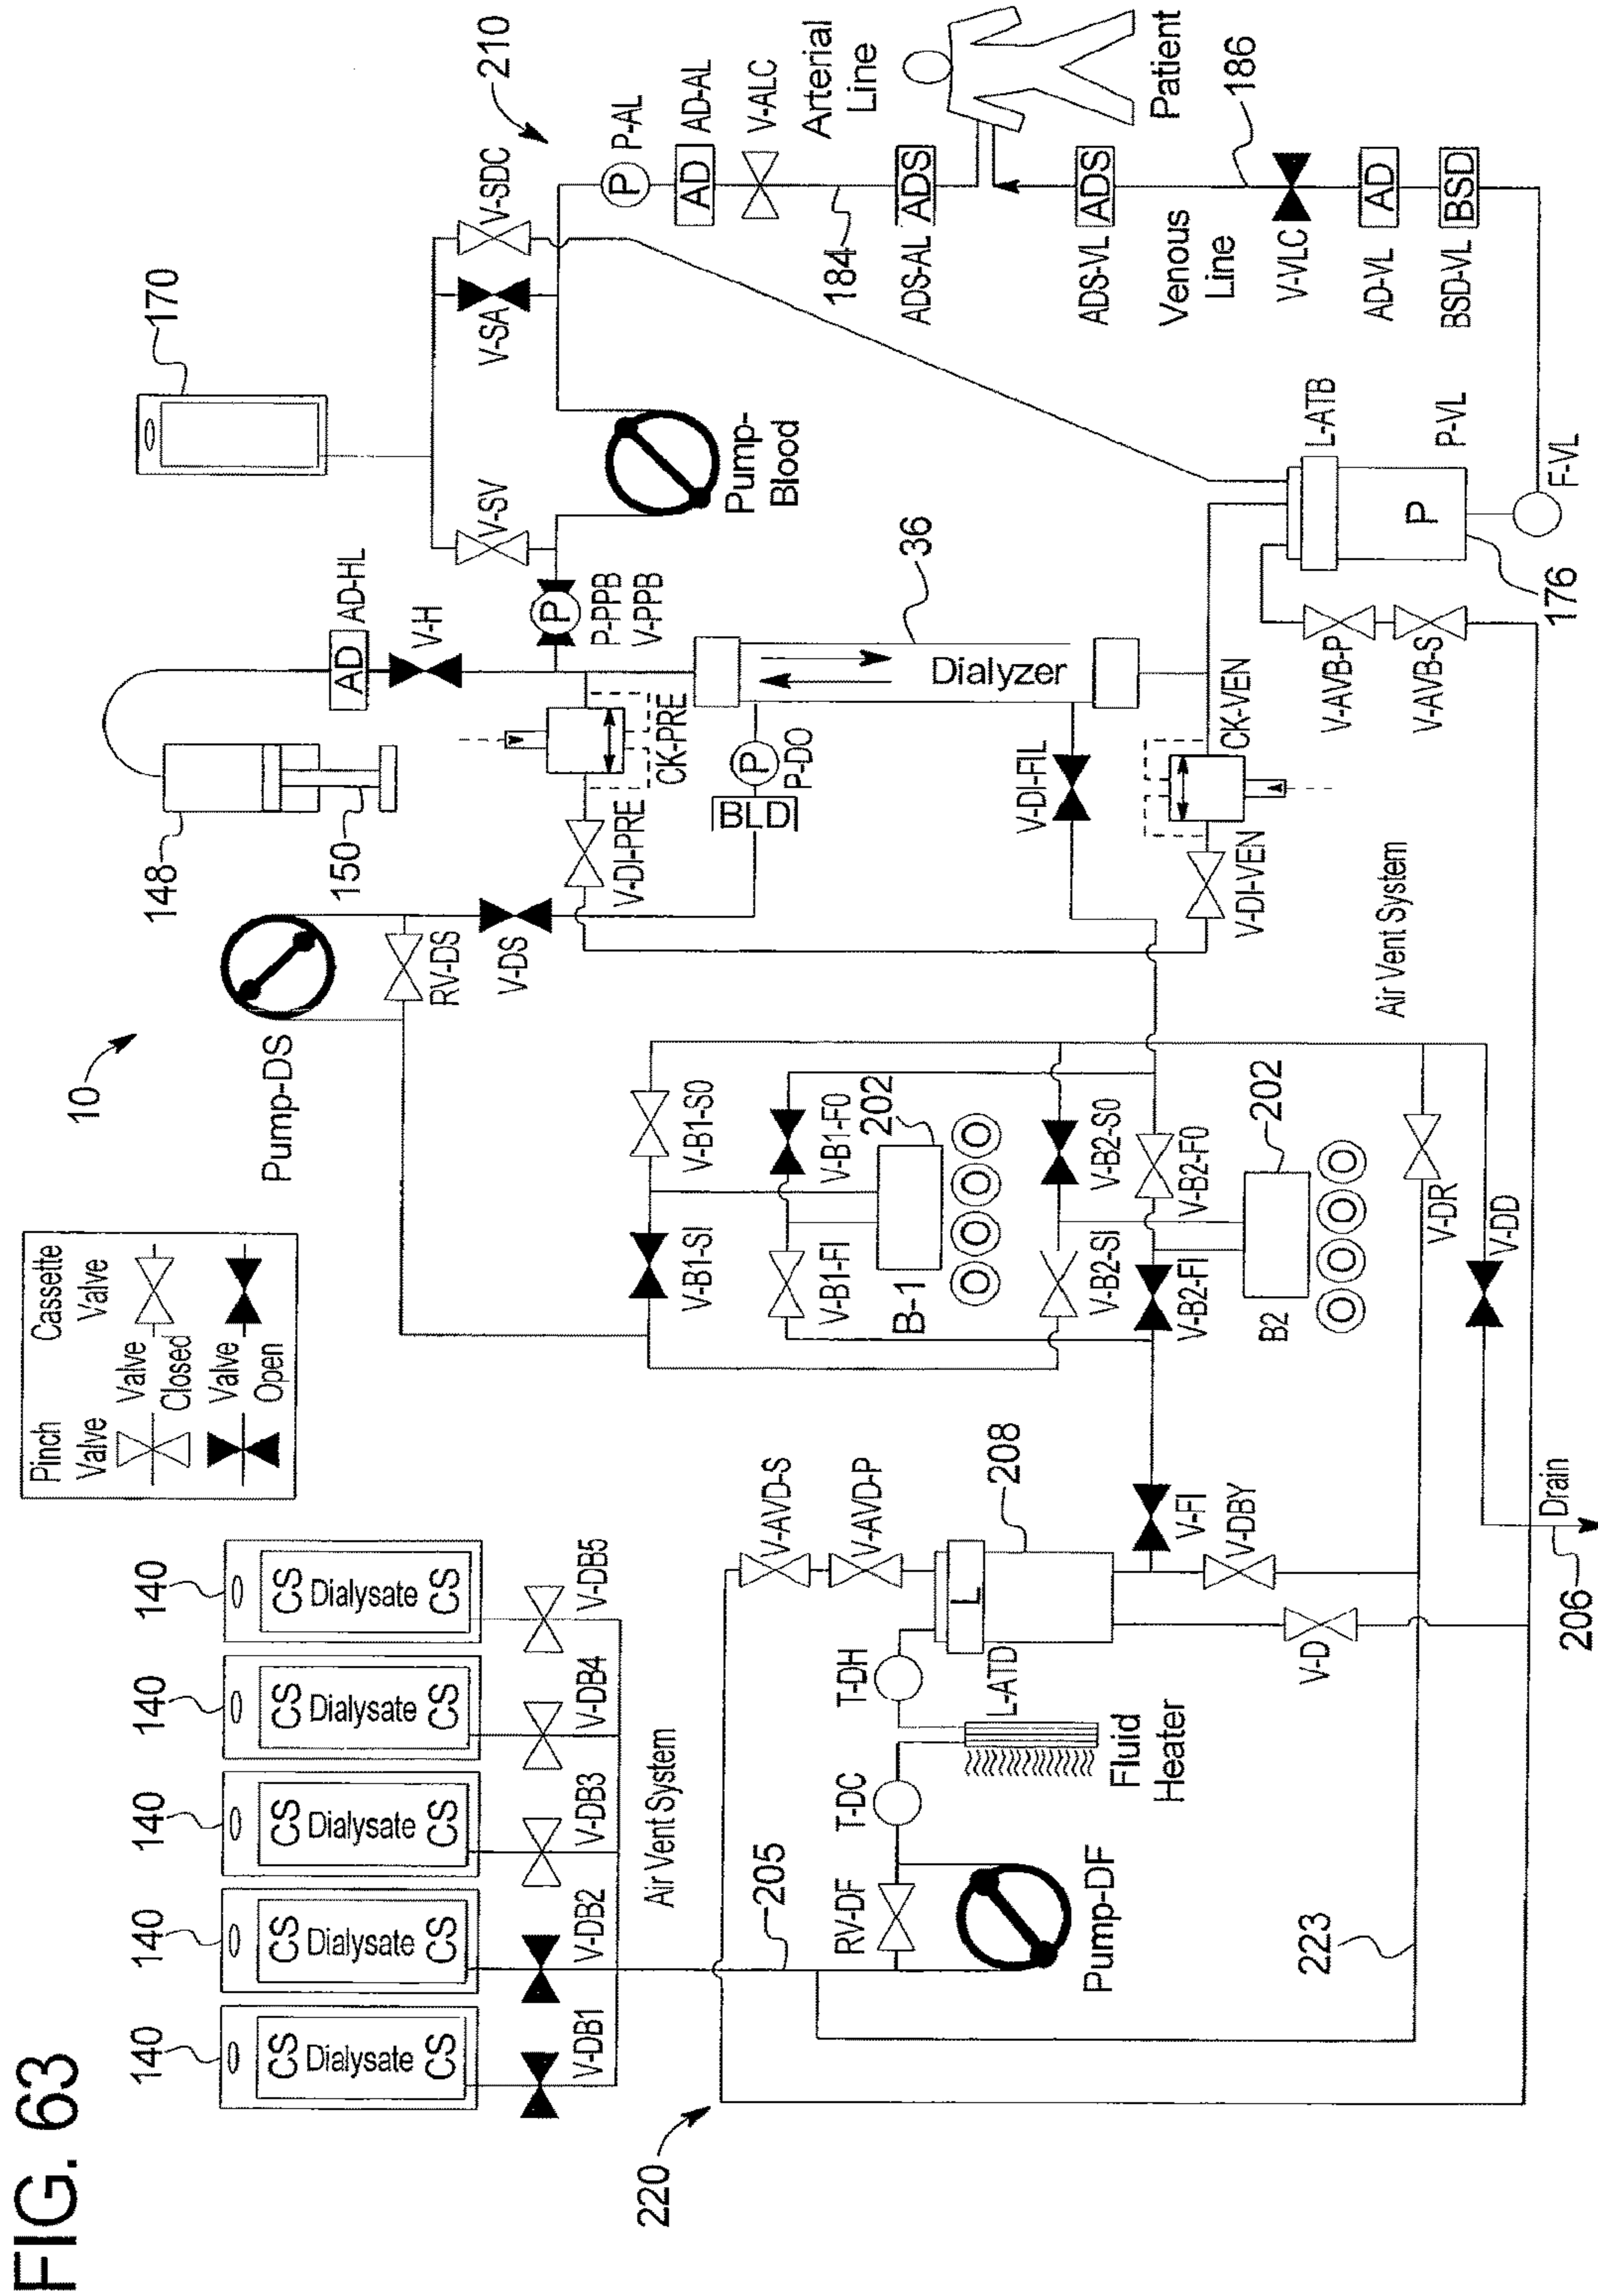 FIG. 63
10
220
210
Pinch Valve
Cassette Valve
Valve Closed
Valve Open
140
140
140
140
140
CS Dialysate CS
CS Dialysate CS
CS Dialysate CS
CS Dialysate CS
CS Dialysate CS
V-DB1
V-DB2
V-DB3
V-DB4
V-DB5
Air Vent System
205
V-AVD-S
V-AVD-P
RV-DF
Pump-DF
T-DC
T-DH
Fluid
Heater
L
L-ATD
208
V-FI
V-DBY
V-D
223
Drain
206
Pump-DS
RV-DS
V-DS
V-B1-SI
V-B1-S0
V-B1-FI
V-B1-F0
B-1
202
V-B2-SI
V-B2-S0
V-B2-FI
V-B2-F0
B2
202
V-DR
V-DD
Air Vent System
148
150
AD
AD-HL
V-H
CK-PRE
V-DI-PRE
P
P-PPB
V-PPB
BLD
P
P-DO
Dialyzer
36
V-DI-FIL
CK-VEN
V-DI-VEN
170
V-SV
V-SA
V-SDC
Pump-
Blood
P
P-AL
AD
AD-AL
V-ALC
Arterial
Line
184
ADS
ADS-AL
Patient
ADS
ADS-VL
Venous
Line
186
V-VLC
AD
AD-VL
BSD
BSD-VL
L-ATB
P
P-VL
F-VL
176
V-AVB-P
V-AVB-S